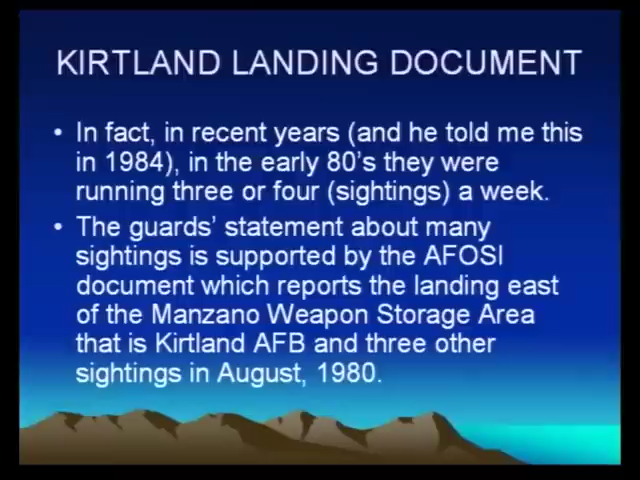 KIRTLAND LANDING DOCUMENT
• In fact, in recent years (and he told me this
in 1984), in the early 80's they were
running three or four (sightings) a week.
• The guards' statement about many
sightings is supported by the AFOSI
document which reports the landing east
of the Manzano Weapon Storage Area
that is Kirtland AFB and three other
sightings in August, 1980.